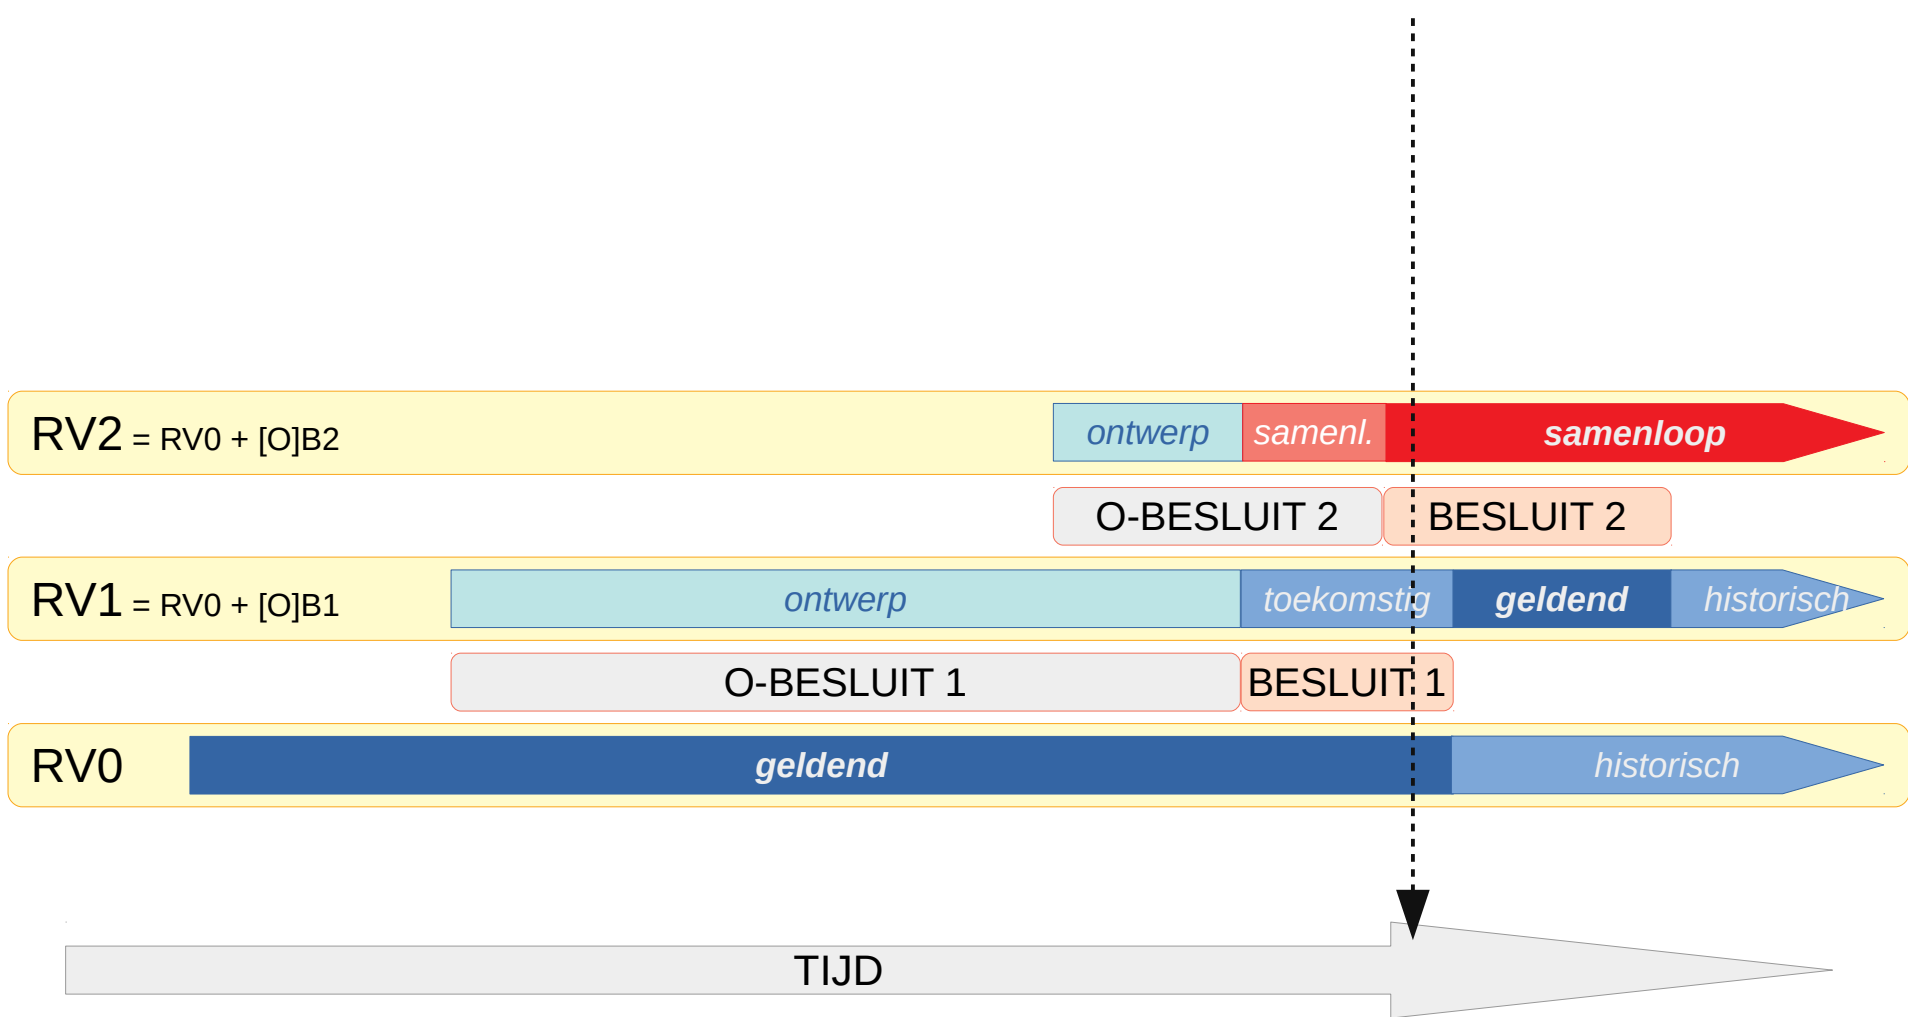 RV2 = RV0 + [O]B2 ontwerp samenl. samenloop
O-BESLUIT 2 BESLUIT 2
RV1 = RV0 + [O]B1 ontwerp toekomstig geldend historisch
O-BESLUIT 1 BESLUIT 1
RV0 geldend historisch
TIJD